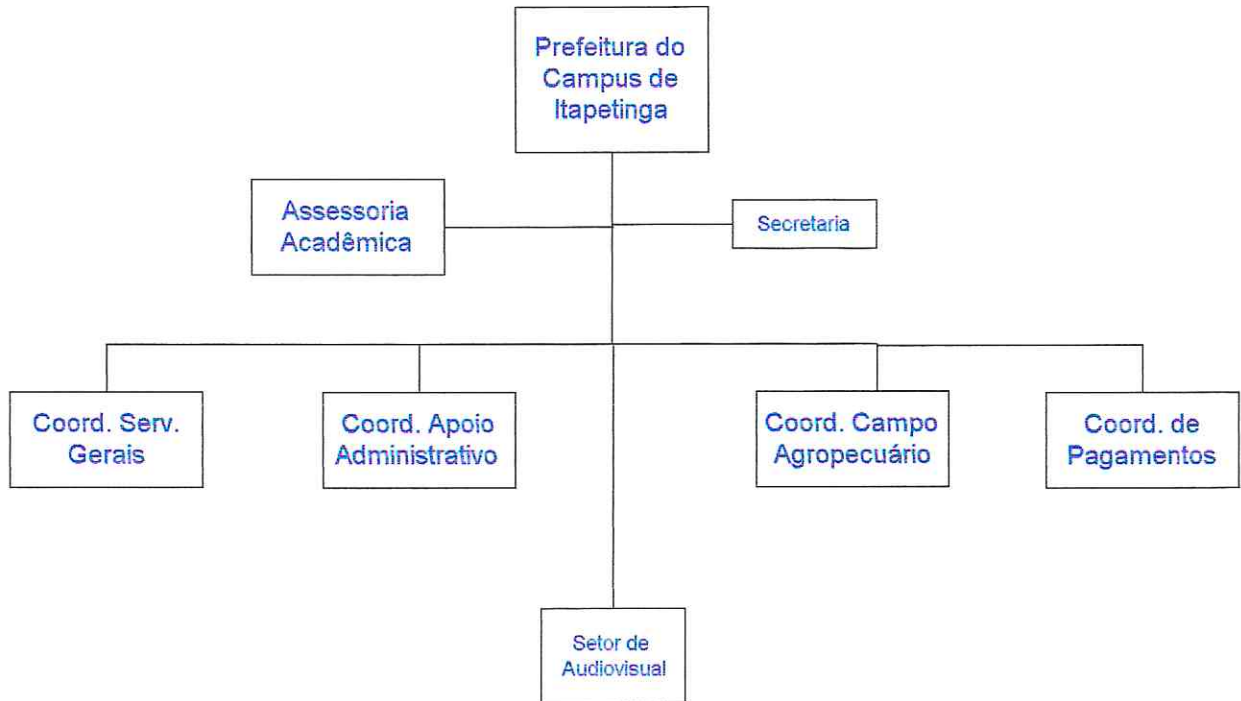 Prefeitura do
Campus de
Itapetinga
Assessoria
Acadêmica
Secretaria
Coord. Serv.
Gerais
Coord. Apoio
Administrativo
Coord. Campo
Agropecuário
Coord. de
Pagamentos
Setor de
Audiovisual